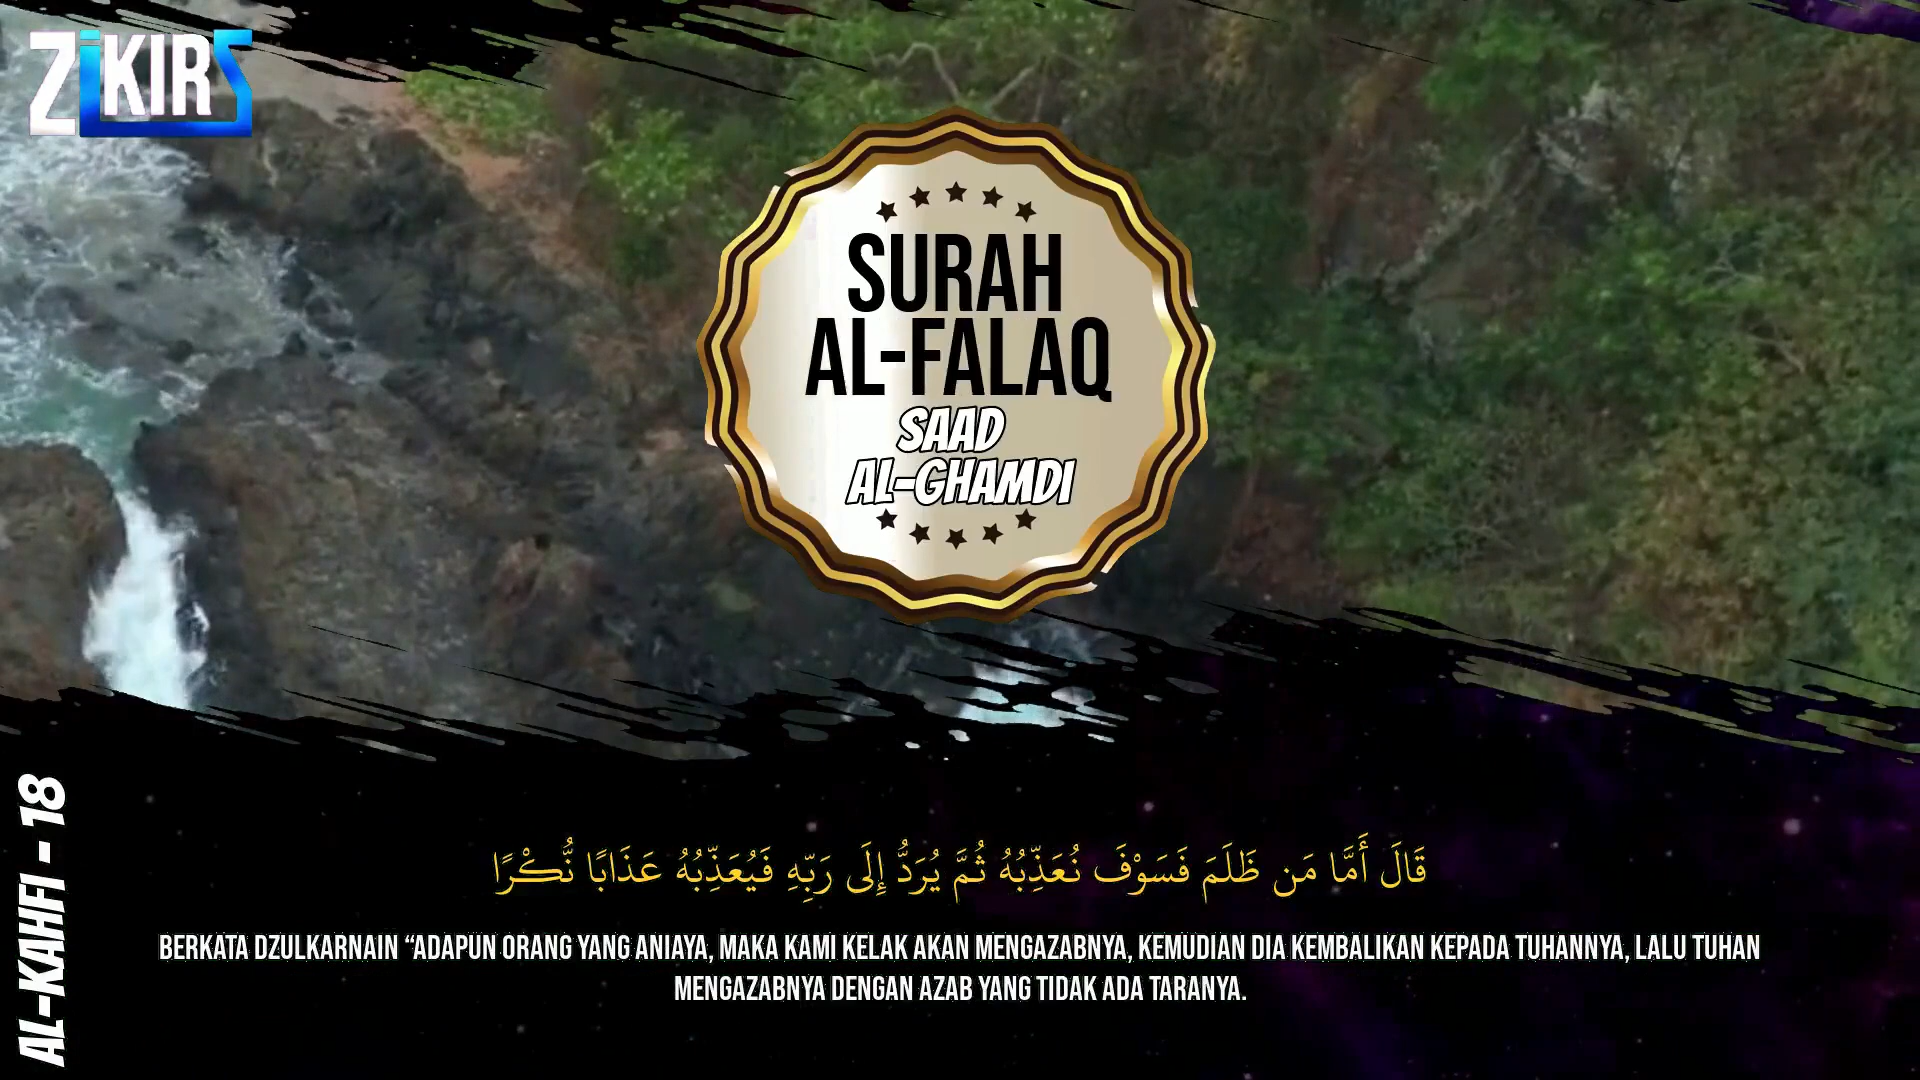 ZIKIRS
SURAH
AL-FALAQ
SAAD
AL-GHAMDI
AL-KAHFI - 18
قَالَ أَمَّا مَن ظَلَمَ فَسَوْفَ نُعَذِّبُهُ ثُمَّ يُرَدُّ إِلَى رَبِّهِ فَيُعَذِّبُهُ عَذَابًا نُّكْرًا
BERKATA DZULKARNAIN “ADAPUN ORANG YANG ANIAYA, MAKA KAMI KELAK AKAN MENGAZABNYA, KEMUDIAN DIA KEMBALIKAN KEPADA TUHANNYA, LALU TUHAN
MENGAZABNYA DENGAN AZAB YANG TIDAK ADA TARANYA.